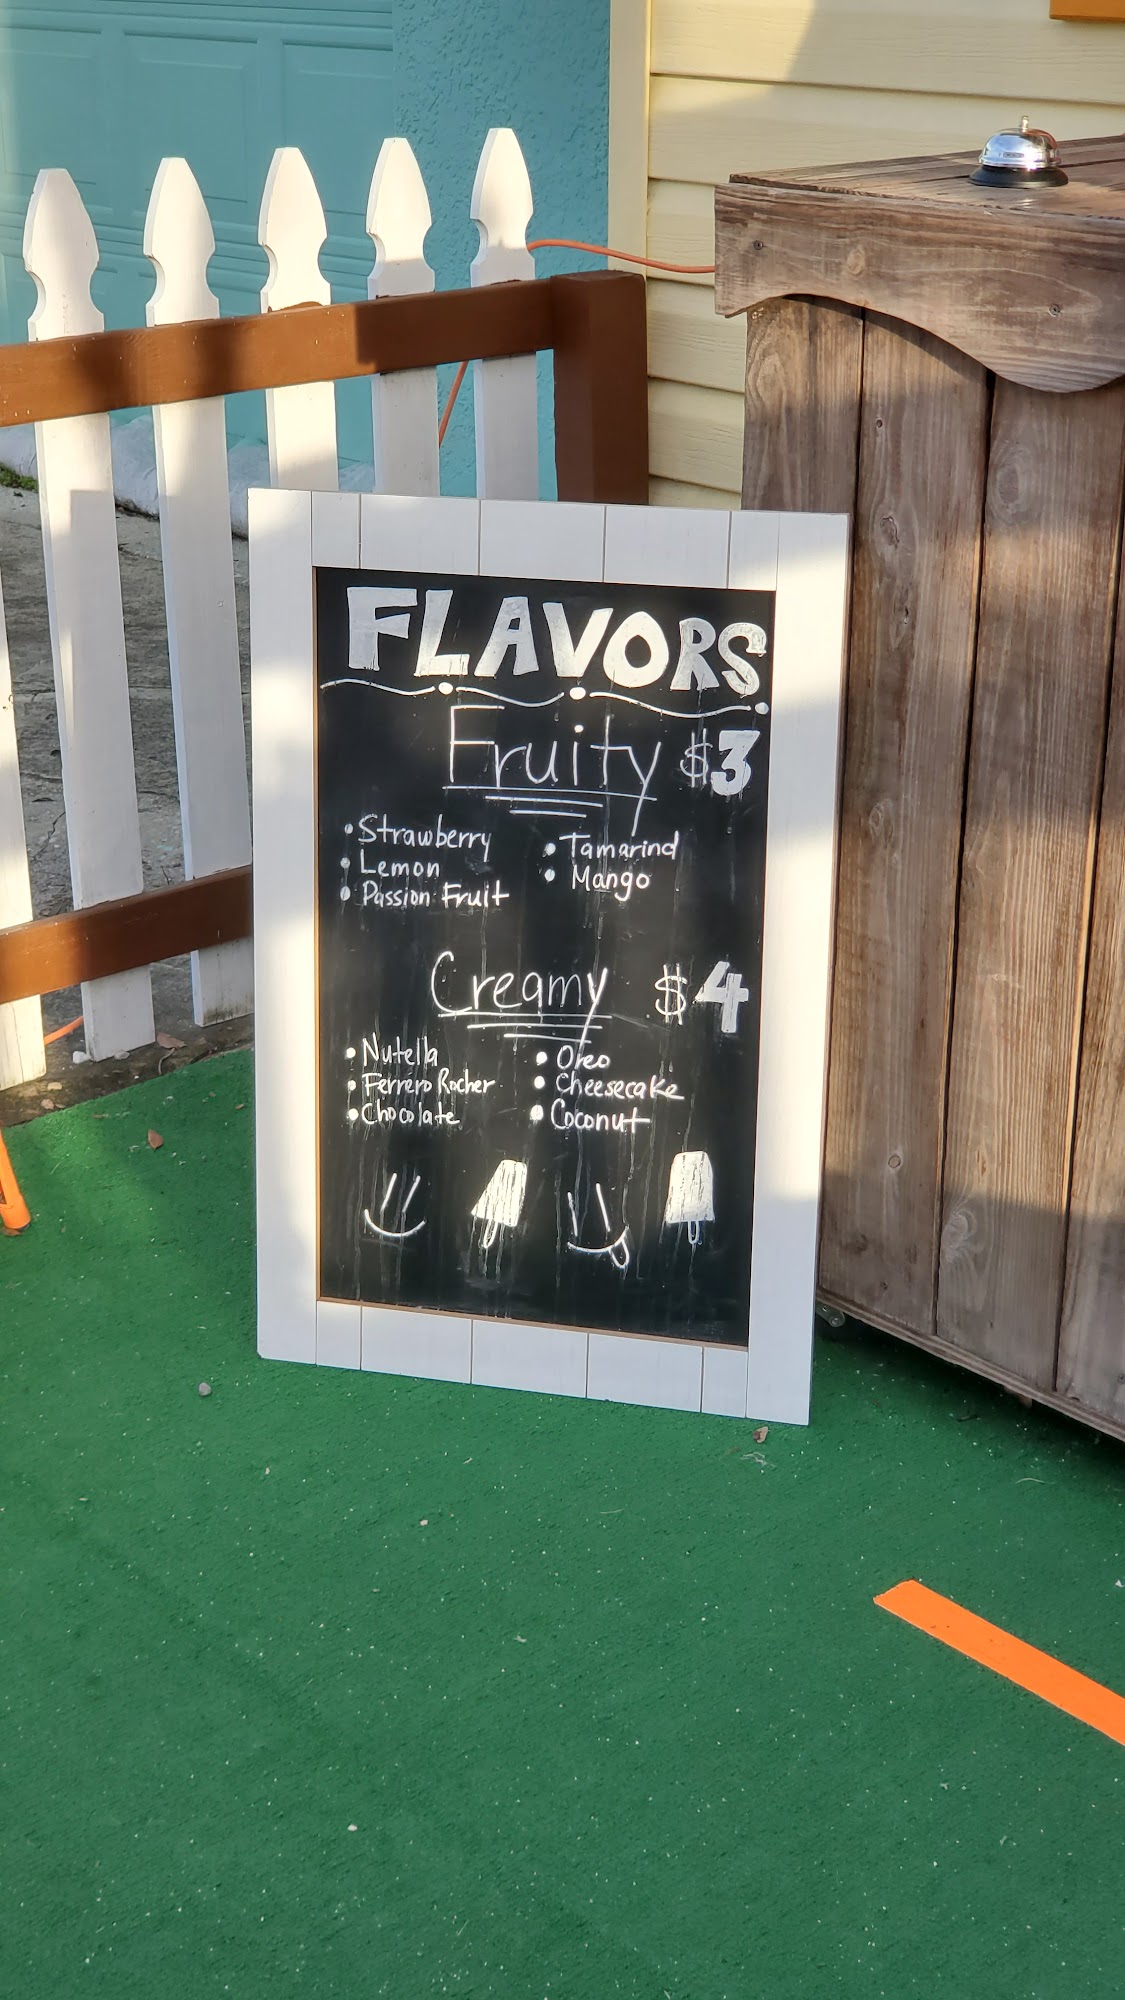 FLAVORS
Fruity $3
• Strawberry
• Lemon
• Passion Fruit
• Tamarind
• Mango
Creamy $4
• Nutella
• Ferrero Rocher
• Chocolate
• Oreo
• Cheesecake
• Coconut